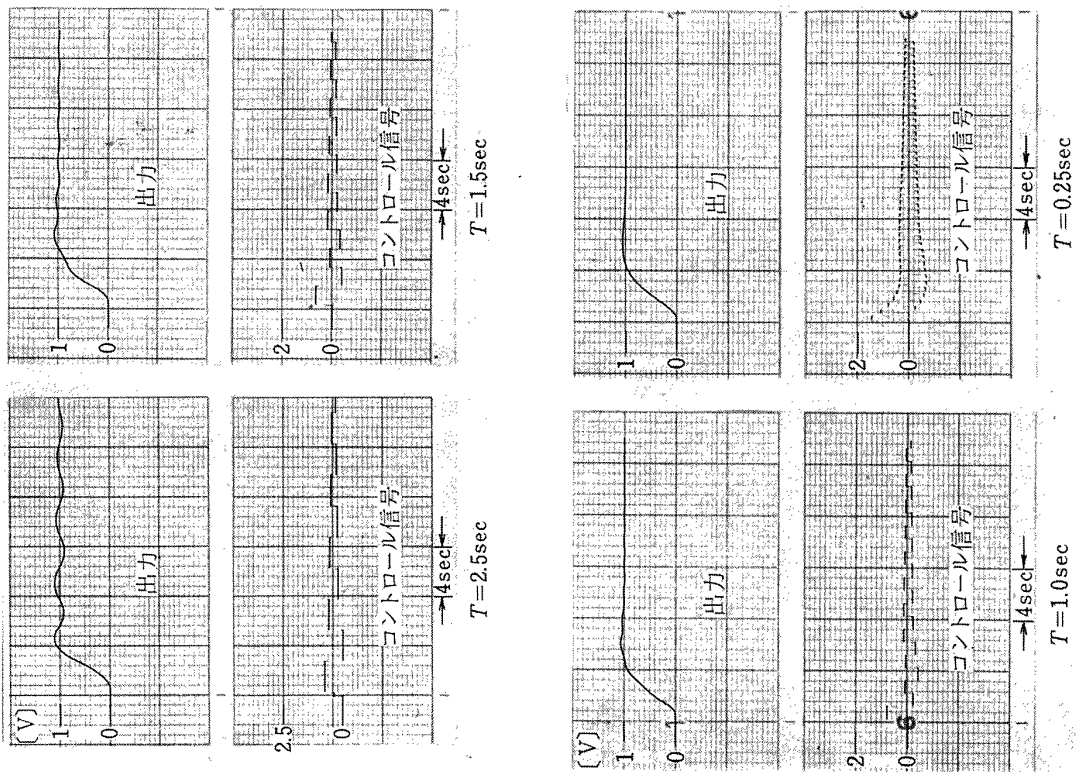 1
0
出力
2
0
コントロール信号
4sec
T=1.5sec
1
0
出力
2
0
コントロール信号
4sec
T=0.25sec
[V]
1
0
出力
2.5
0
コントロール信号
4sec
T=2.5sec
[V]
1
0
出力
2
0
コントロール信号
4sec
T=1.0sec